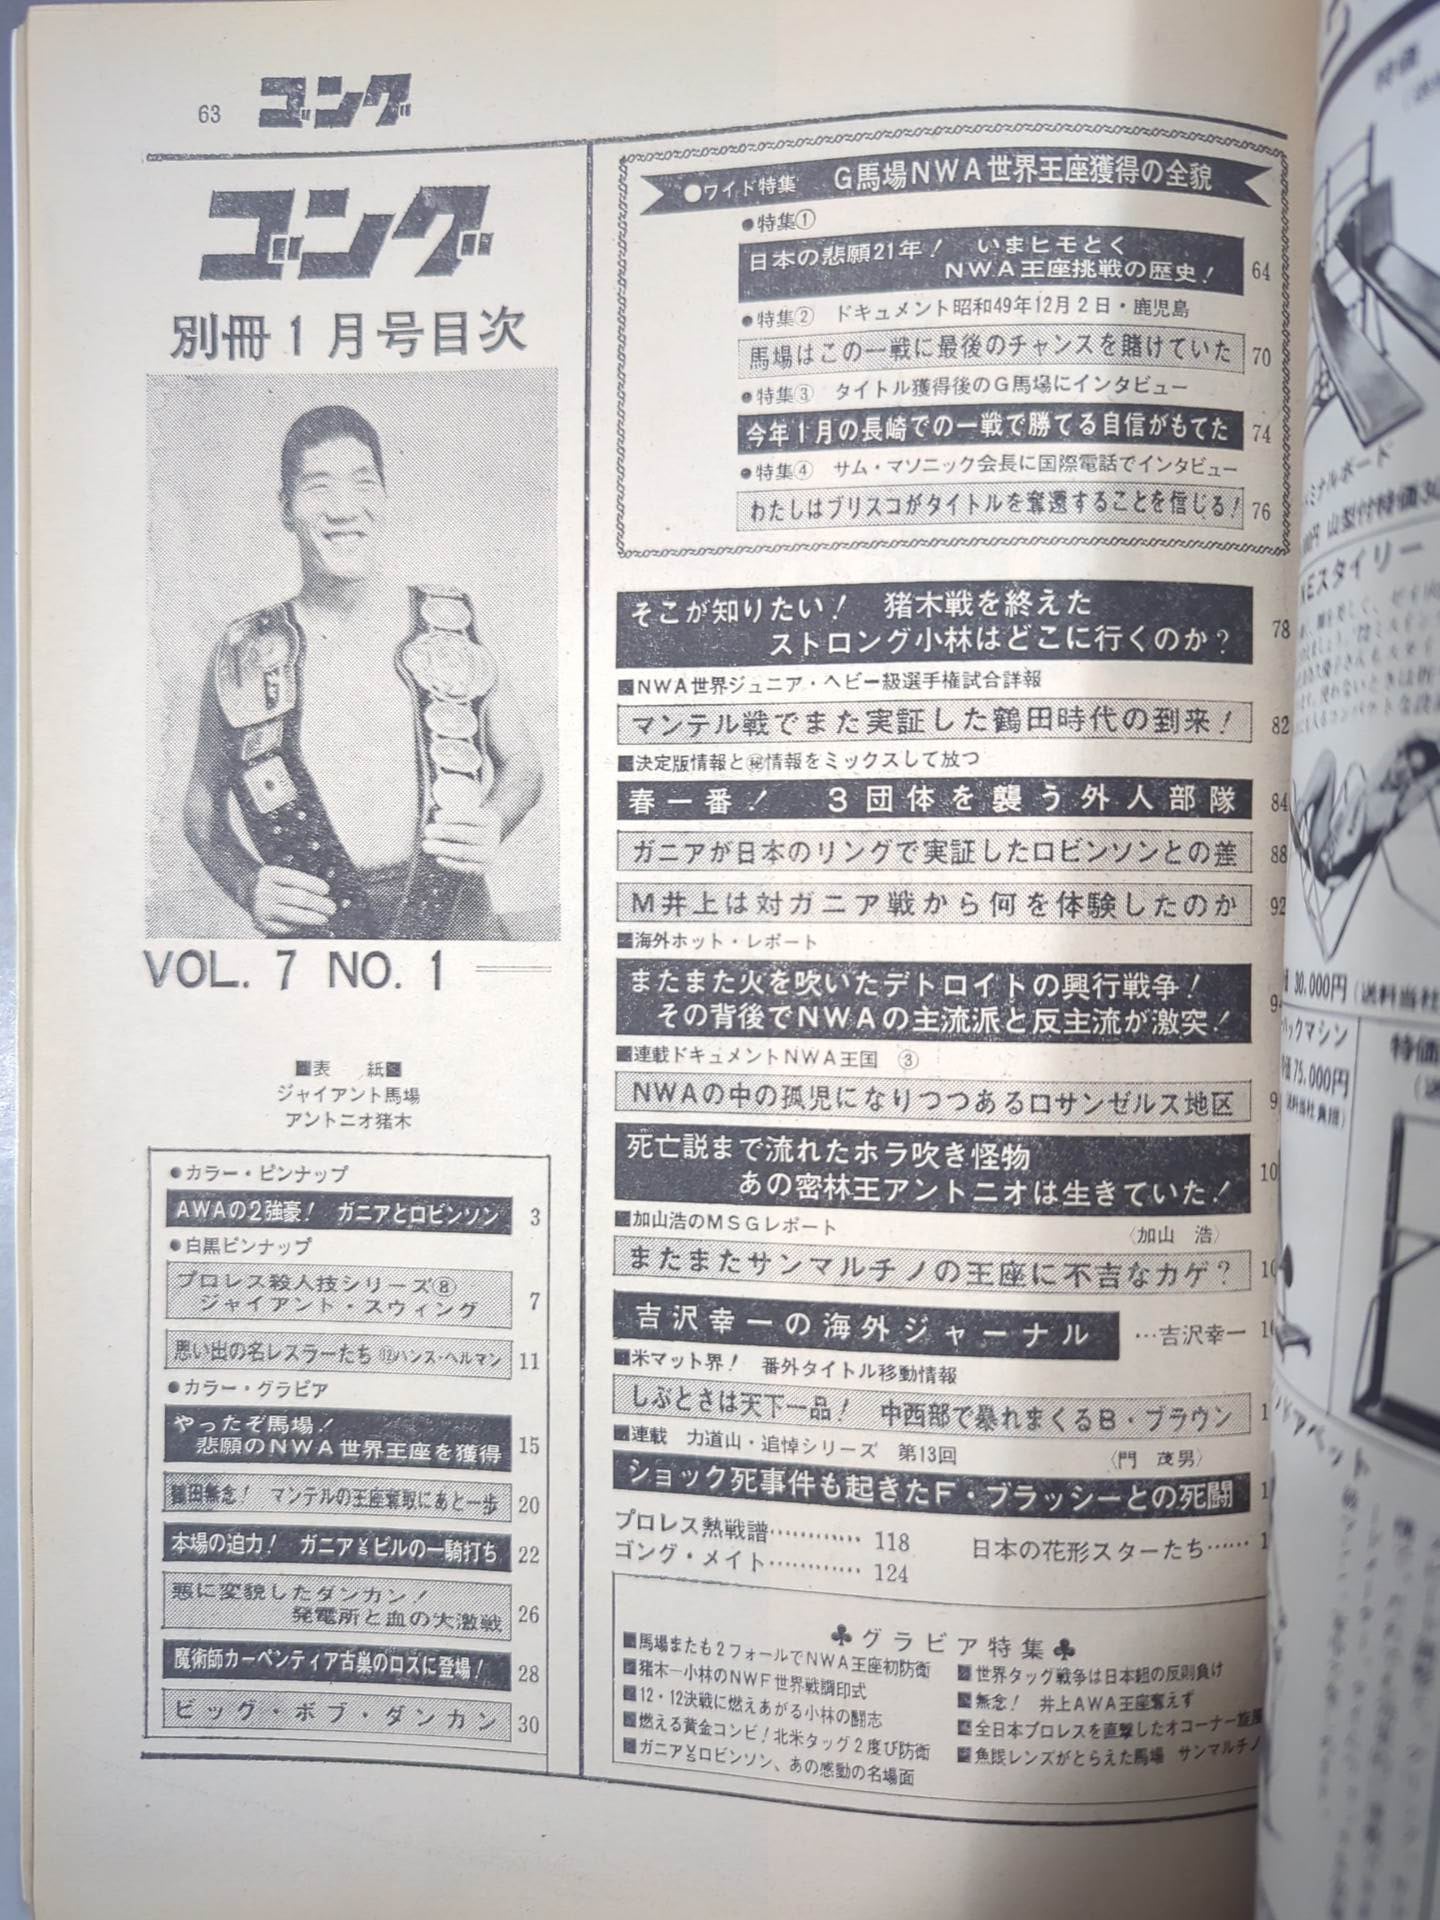 63 ゴング
ゴング
別冊1月号目次
VOL. 7 NO. 1
■表 紙■
ジャイアント馬場
アントニオ猪木
●カラー・ピンナップ
AWAの2強豪! ガニアとロビンソン 3
●白黒ピンナップ
プロレス殺人技シリーズ⑧
ジャイアント・スウィング 7
思い出の名レスラーたち⑫ハンス・ヘルマン 11
●カラー・グラビア
やったぞ馬場!
悲願のNWA世界王座を獲得 15
鶴田無念! マンテルの王座奪取にあと一歩 20
本場の迫力! ガニアvsビルの一騎打ち 22
悪に変貌したダンカン!
発電所と血の大激戦 26
魔術師カーペンティア古巣のロスに登場! 28
ビッグ・ボブ・ダンカン 30
●ワイド特集 G馬場NWA世界王座獲得の全貌
●特集①
日本の悲願21年! いまヒモとく
NWA王座挑戦の歴史! 64
●特集② ドキュメント昭和49年12月2日・鹿児島
馬場はこの一戦に最後のチャンスを賭けていた 70
●特集③ タイトル獲得後のG馬場にインタビュー
今年1月の長崎での一戦で勝てる自信がもてた 74
●特集④ サム・マソニック会長に国際電話でインタビュー
わたしはブリスコがタイトルを奪還することを信じる! 76
そこが知りたい! 猪木戦を終えた
ストロング小林はどこに行くのか? 78
■NWA世界ジュニア・ヘビー級選手権試合詳報
マンテル戦でまた実証した鶴田時代の到来! 82
■決定版情報と㊙情報をミックスして放つ
春一番! 3団体を襲う外人部隊 84
ガニアが日本のリングで実証したロビンソンとの差 88
M井上は対ガニア戦から何を体験したのか 92
■海外ホット・レポート
またまた火を吹いたデトロイトの興行戦争!
その背後でNWAの主流派と反主流が激突!
■連載ドキュメントNWA王国 ③
NWAの中の孤児になりつつあるロサンゼルス地区
死亡説まで流れたホラ吹き怪物
あの密林王アントニオは生きていた!
■加山浩のMSGレポート 〈加山 浩〉
またまたサンマルチノの王座に不吉なカゲ?
吉沢幸一の海外ジャーナル …吉沢幸一
■米マット界! 番外タイトル移動情報
しぶとさは天下一品! 中西部で暴れまくるB・ブラウン
■連載 力道山・追悼シリーズ 第13回 〈門 茂男〉
ショック死事件も起きたF・ブラッシーとの死闘
プロレス熱戦譜………… 118
ゴング・メイト………… 124
日本の花形スターたち……
♣グラビア特集♣
■馬場またも2フォールでNWA王座初防衛
■猪木―小林のNWF世界戦調印式
■12・12決戦に燃えあがる小林の闘志
■燃える黄金コンビ!北米タッグ2度び防衛
■ガニアvsロビンソン、あの感動の名場面
■世界タッグ戦争は日本組の反則負け
■無念! 井上AWA王座奪えず
■全日本プロレスを直撃したオコーナー旋風
■魚眼レンズがとらえた馬場 サンマルチノ
特価
山型付特価
30,000円
75,000円
特価